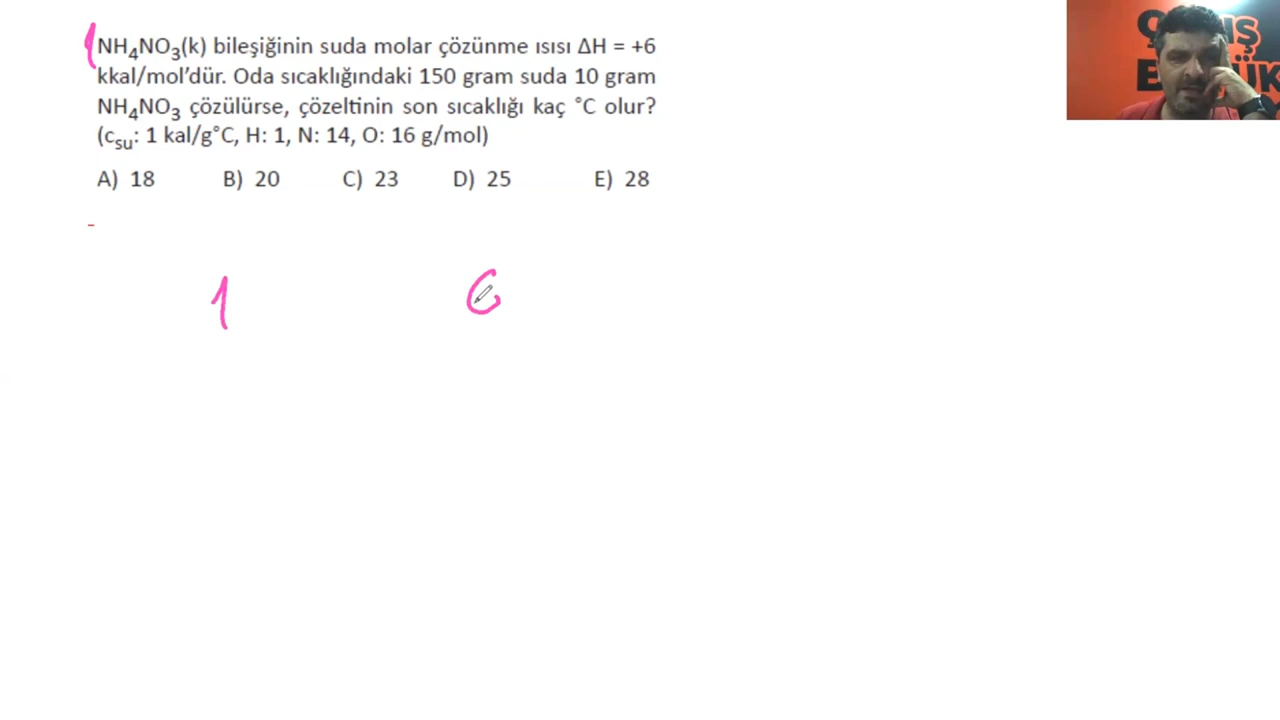 1
NH₄NO₃(k) bileşiğinin suda molar çözünme ısısı ΔH = +6
kkal/mol’dür. Oda sıcaklığındaki 150 gram suda 10 gram
NH₄NO₃ çözülürse, çözeltinin son sıcaklığı kaç °C olur?
(cₛᵤ: 1 kal/g°C, H: 1, N: 14, O: 16 g/mol)
A) 18 B) 20 C) 23 D) 25 E) 28
1 6